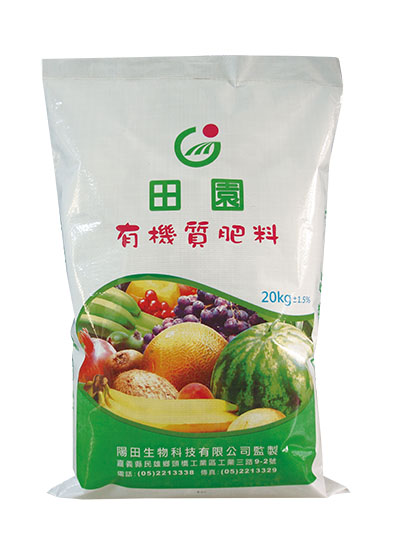 田園
有機質肥料
20kg±1.5%
陽田生物科技有限公司監製
嘉義縣民雄鄉頭橋工業區工業三路9-2號
電話:(05)2213338 傳真:(05)2213329